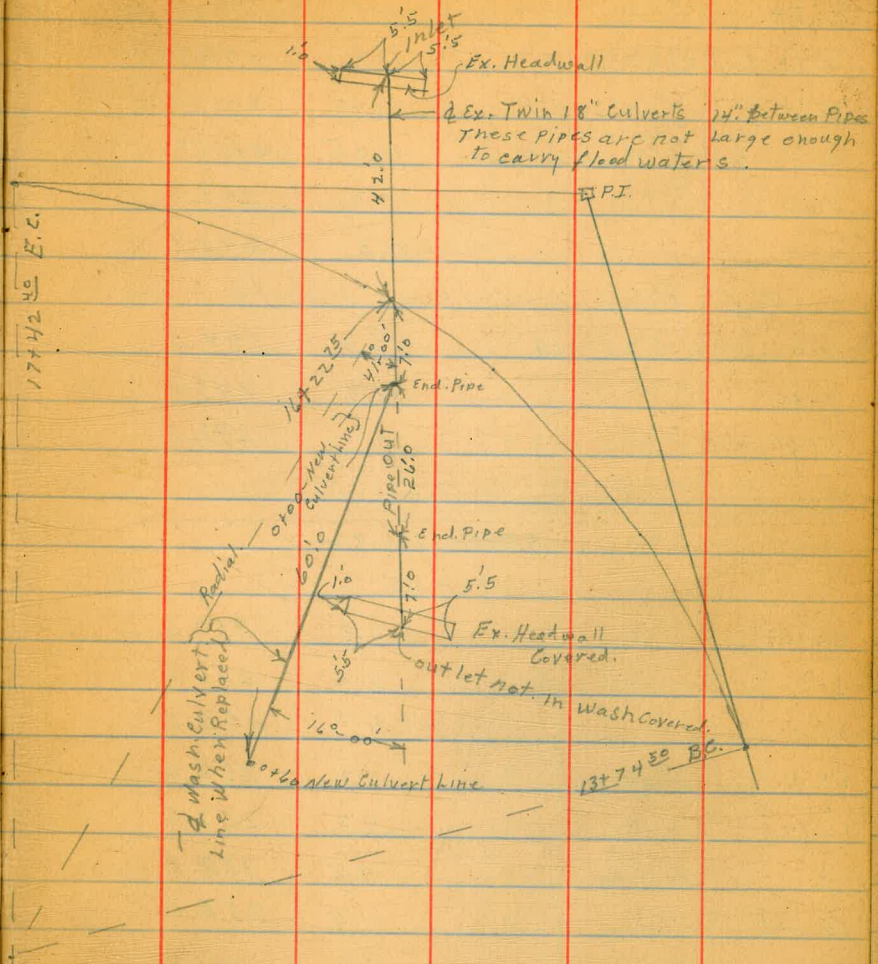 5.'5
Inlet
1.'0
5.'5
Ex. Headwall
℄ Ex. Twin 18" Culverts 14" Between Pipes
These Pipes are not Large enough
to carry flood waters.
42.'0
P.I.
17+42 40 E.C.
16+22.75
7.'0
End. Pipe
0+00 New
Culvert Line
Pipe Out
26.'0
End. Pipe
Radial
60.'0
1.'0
7.'0
5.'5
Ex. Headwall
Covered.
5.'5
Outlet not in Wash Covered.
℄ Wash. Culvert
Line When Replaced
16°-00'
0+60 New Culvert Line
13+74 50 B.C.